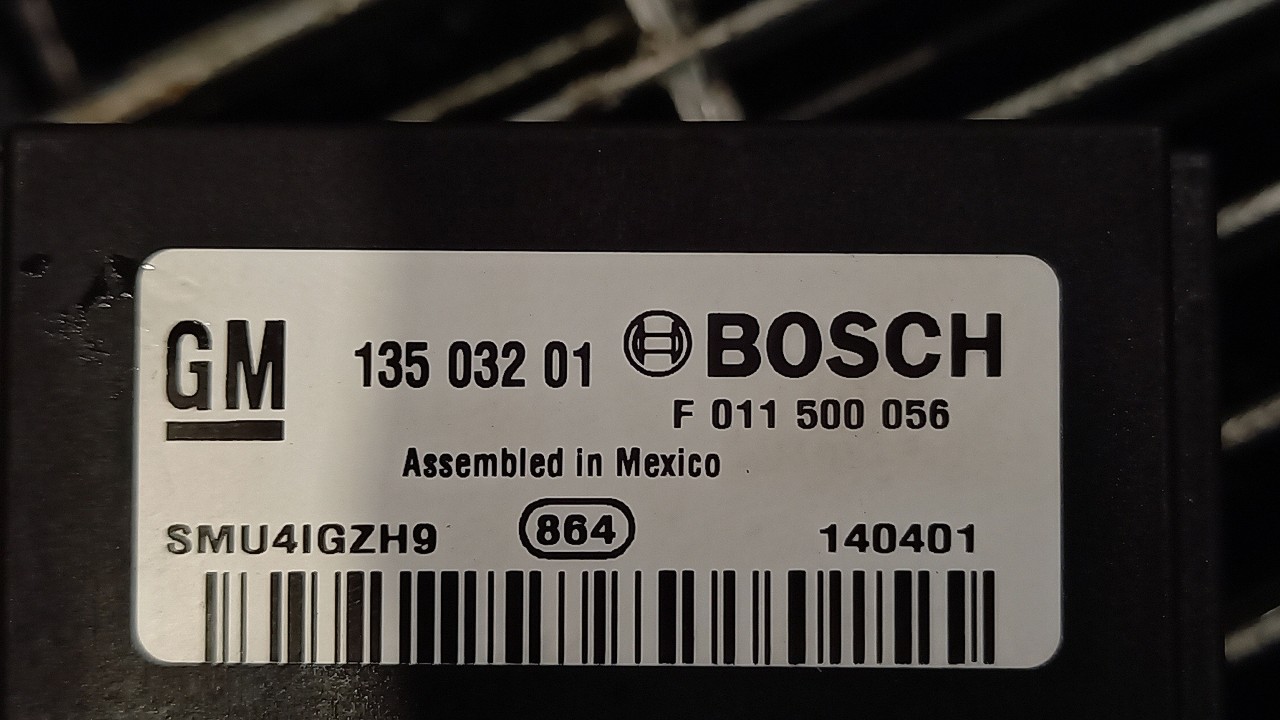 GM 135 032 01 BOSCH
F 011 500 056
Assembled in Mexico
SMU4IGZH9 864 140401